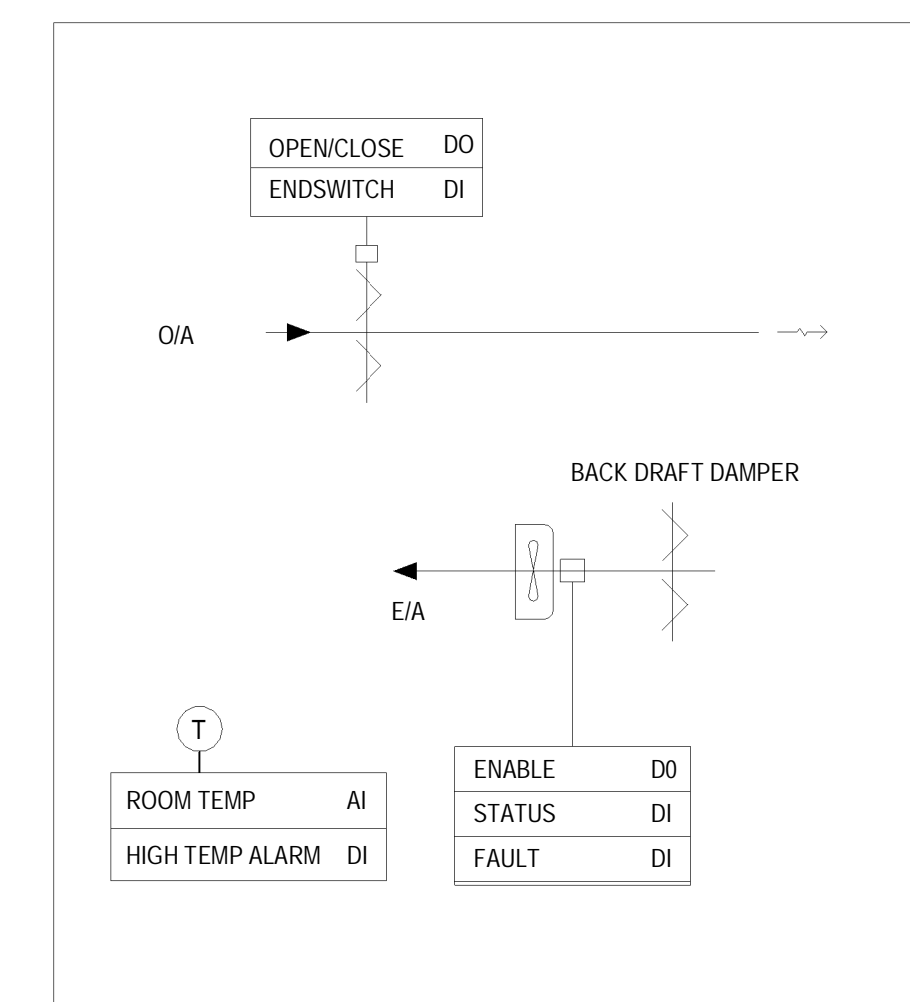 OPEN/CLOSE DO
ENDSWITCH DI
O/A
BACK DRAFT DAMPER
E/A
T
ROOM TEMP AI
HIGH TEMP ALARM DI
ENABLE D0
STATUS DI
FAULT DI